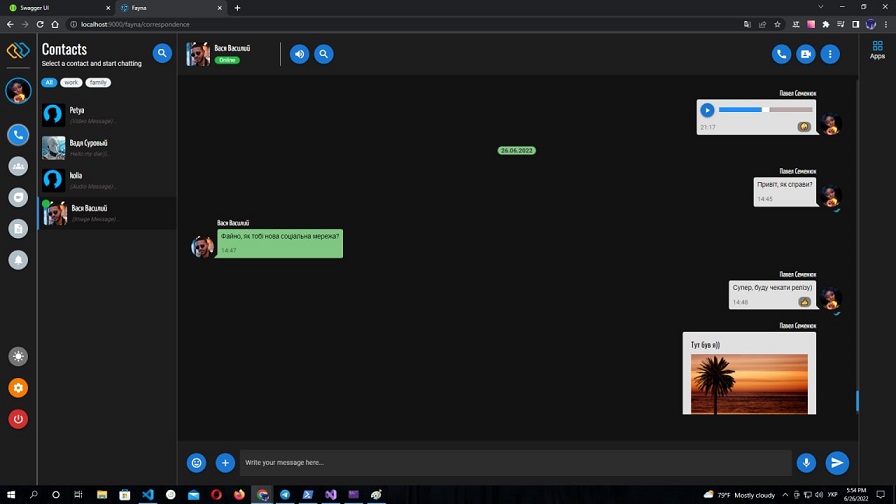 Swagger UI
Fayna
localhost:9000/fayna/correspondence
Contacts
Select a contact and start chatting
All
work
family
Petya
(Video Message)...
Вадя Суровый
kolia
(Audio Message)...
Вася Василий
(Image Message)...
Вася Василий
Online
Apps
Павел Семенюк
21:17
26.06.2022
Павел Семенюк
Привіт, як справи?
14:45
Вася Василий
Файно, як тобі нова соціальна мережа?
14:47
Павел Семенюк
Супер, буду чекати релізу)
14:48
Павел Семенюк
Тут був я))
Write your message here...
79°F Mostly cloudy
УКР
5:54 PM
6/26/2022